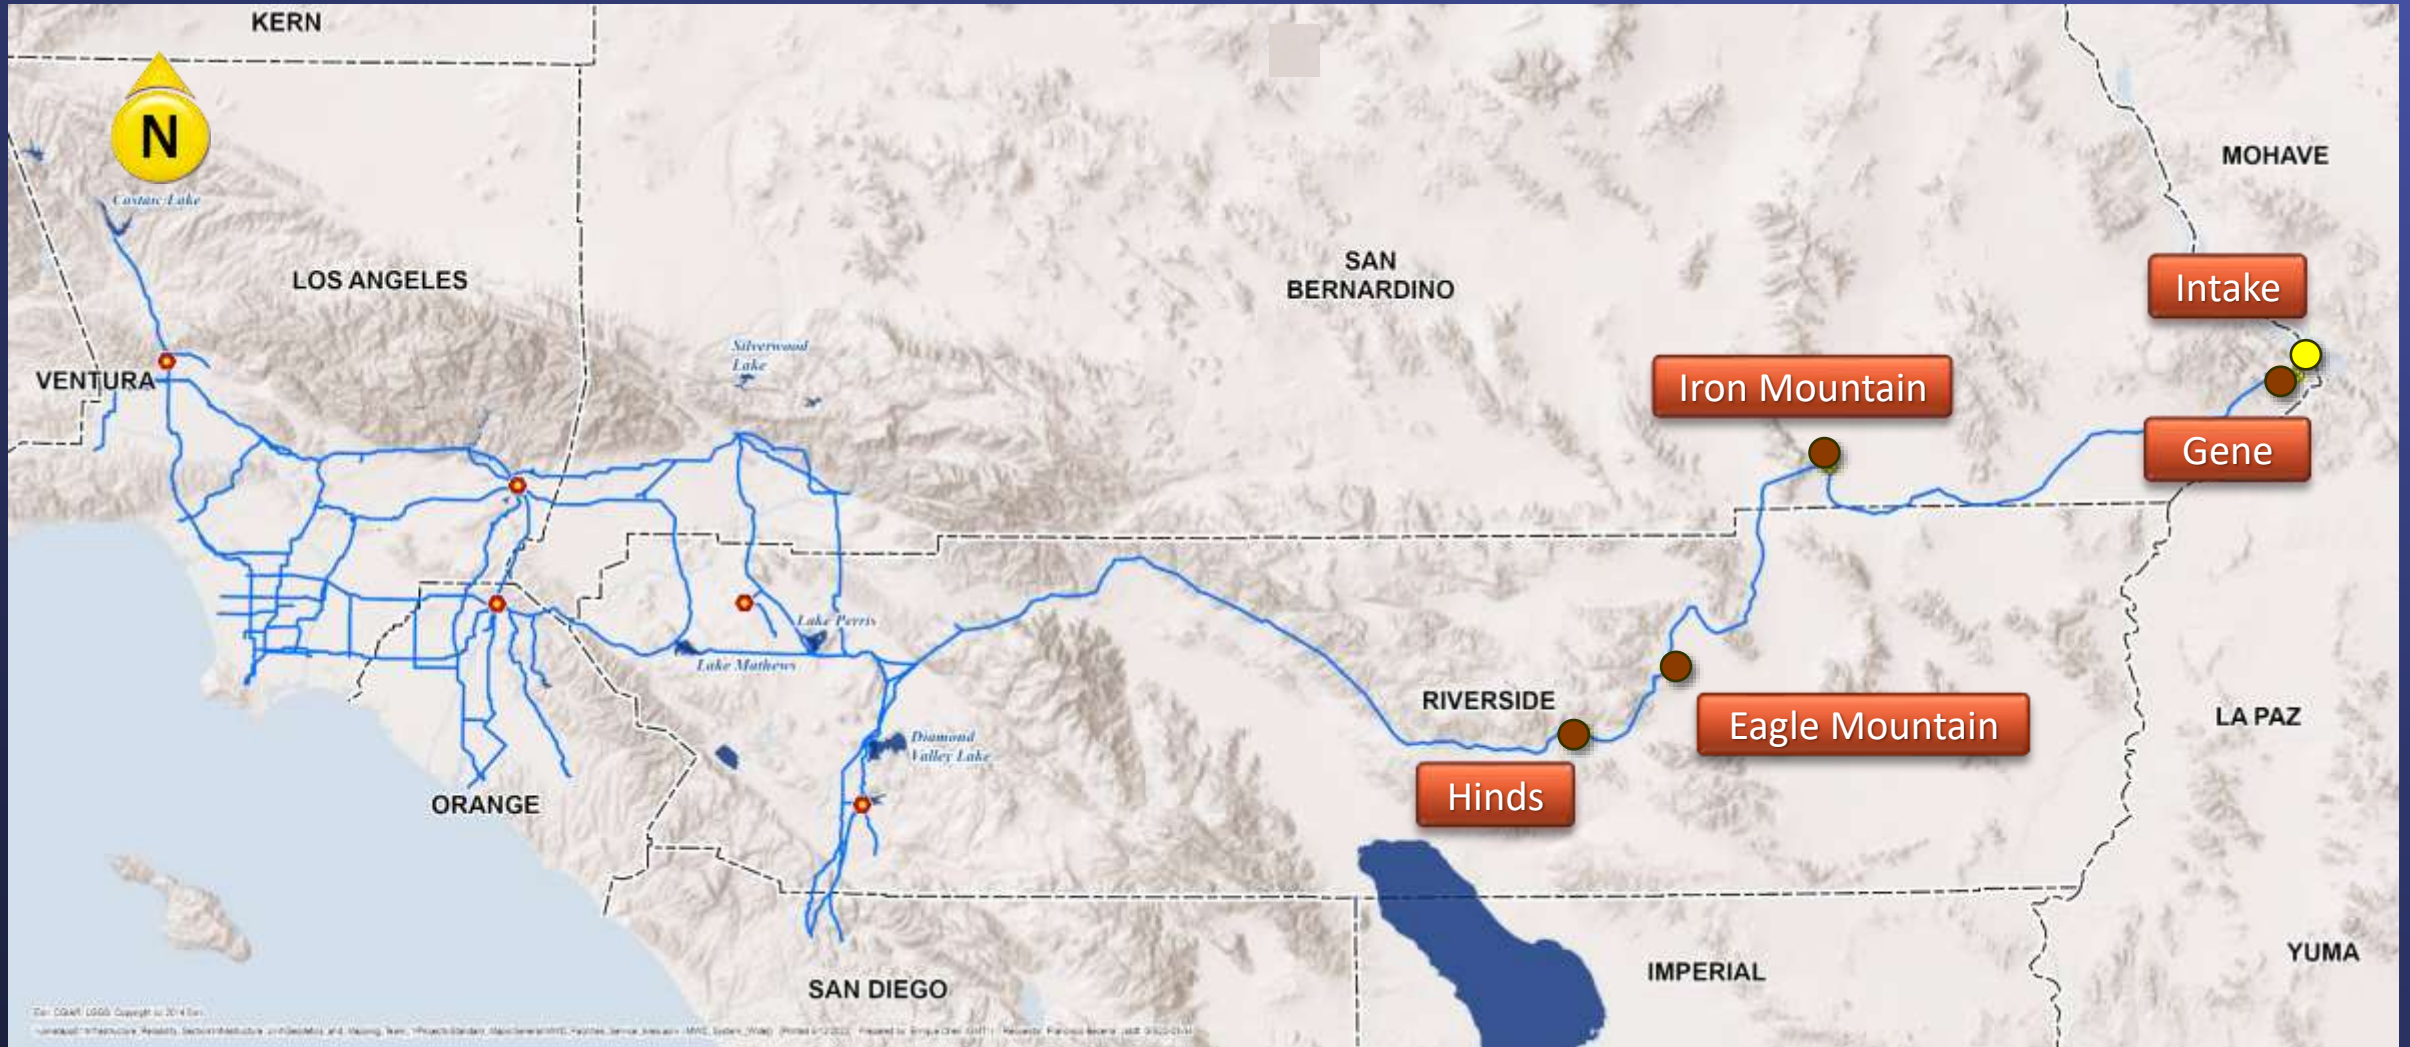 KERN
N
MOHAVE
Castaic Lake
LOS ANGELES
SAN
BERNARDINO
Intake
Silverwood
Lake
VENTURA
Iron Mountain
Gene
Lake Perris
Lake Mathews
RIVERSIDE
Eagle Mountain
LA PAZ
Diamond
Valley Lake
Hinds
ORANGE
YUMA
IMPERIAL
SAN DIEGO